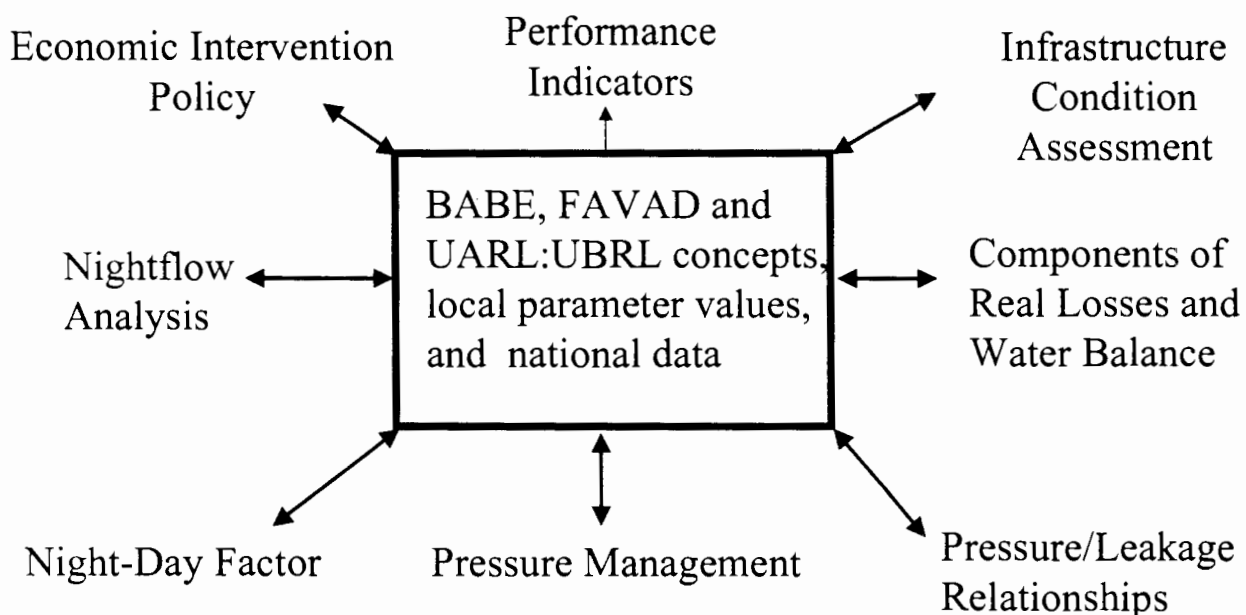 Economic Intervention
Policy
Performance
Indicators
Infrastructure
Condition
Assessment
BABE, FAVAD and
UARL:UBRL concepts,
local parameter values,
and national data
Nightflow
Analysis
Components of
Real Losses and
Water Balance
Night-Day Factor
Pressure Management
Pressure/Leakage
Relationships